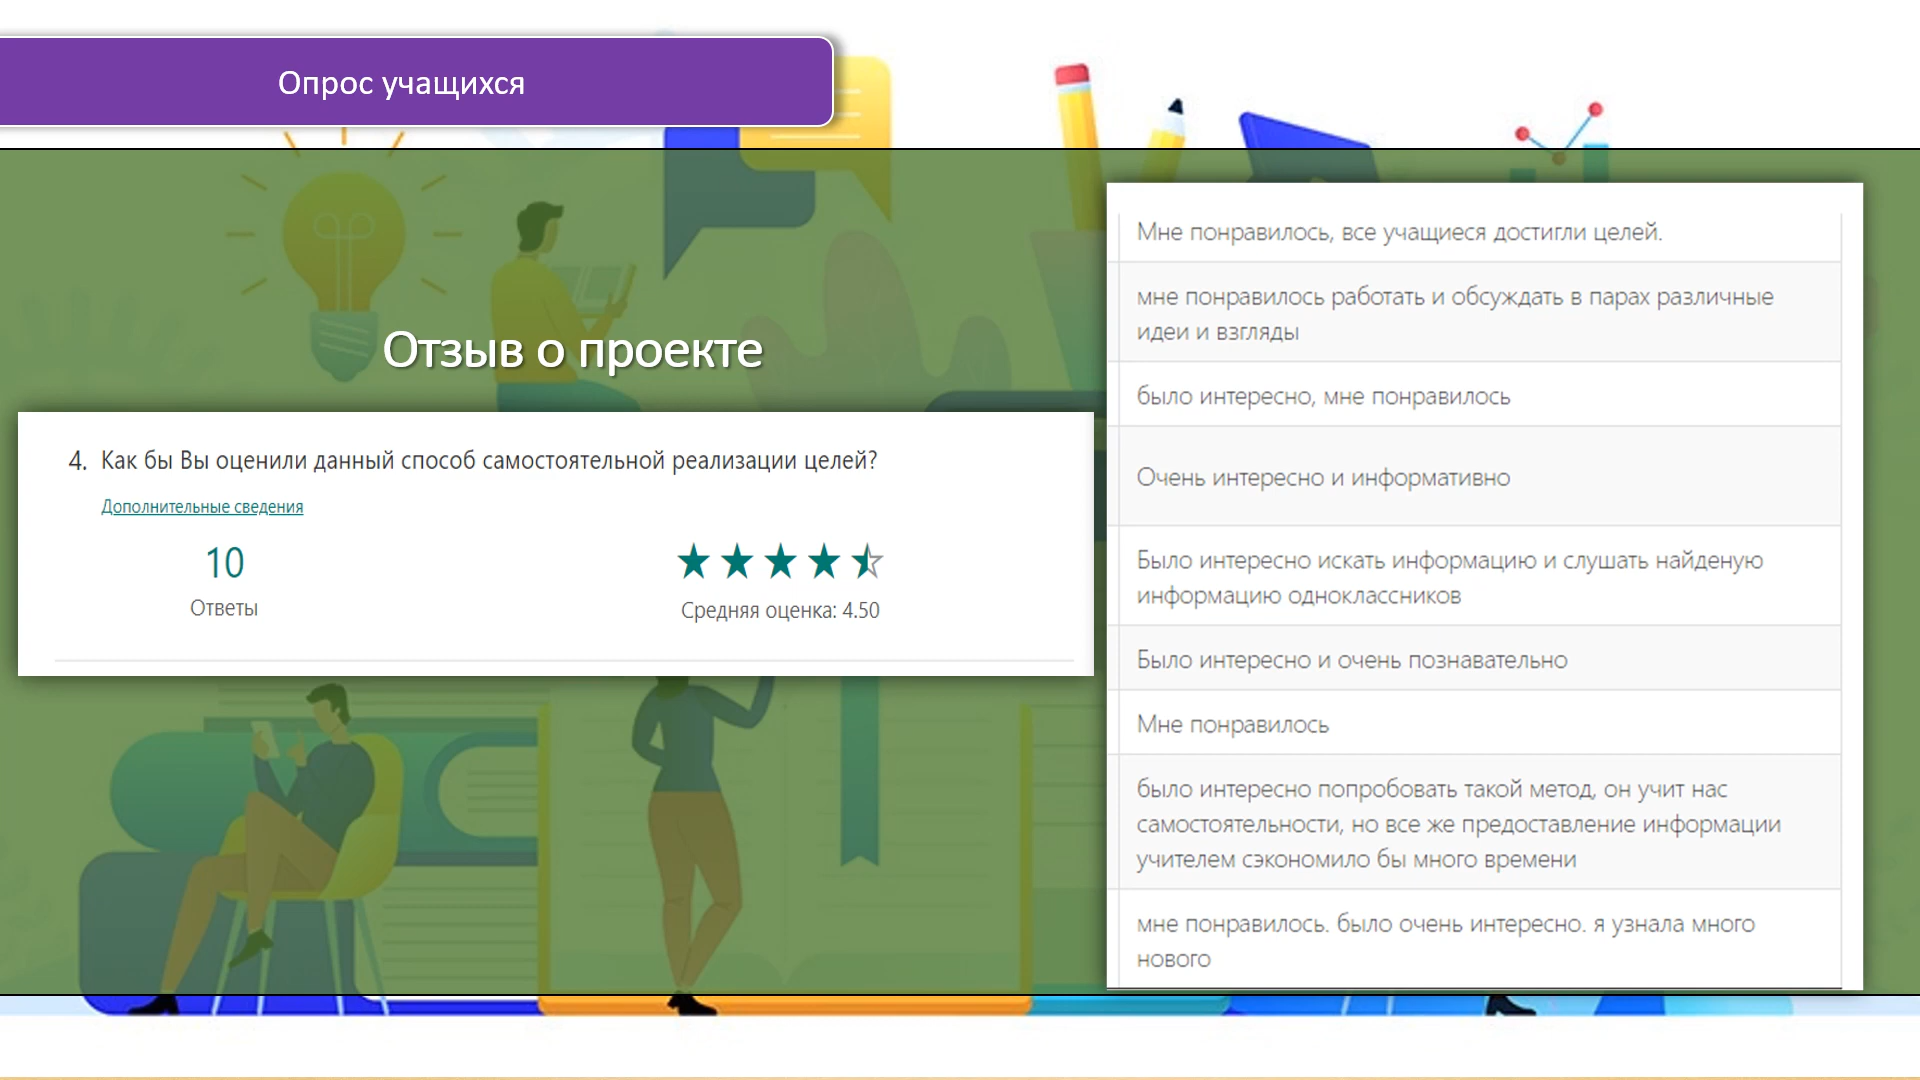 Опрос учащихся
Отзыв о проекте
4. Как бы Вы оценили данный способ самостоятельной реализации целей?
Дополнительные сведения
10
Ответы
Средняя оценка: 4.50
Мне понравилось, все учащиеся достигли целей.
мне понравилось работать и обсуждать в парах различные
идеи и взгляды
было интересно, мне понравилось
Очень интересно и информативно
Было интересно искать информацию и слушать найденую
информацию одноклассников
Было интересно и очень познавательно
Мне понравилось
было интересно попробовать такой метод, он учит нас
самостоятельности, но все же предоставление информации
учителем сэкономило бы много времени
мне понравилось. было очень интересно. я узнала много
нового